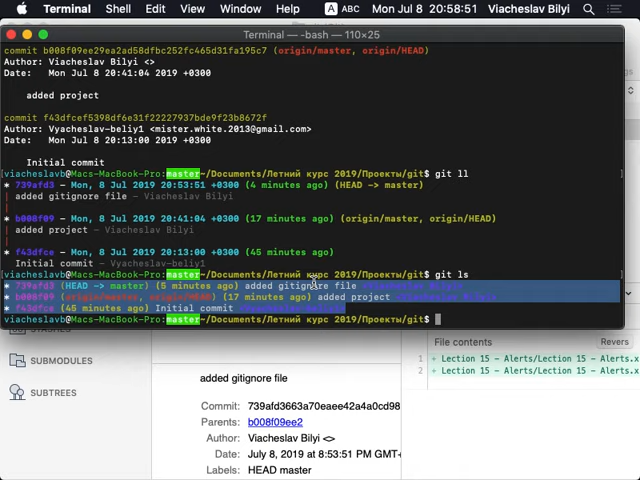 Terminal Shell Edit View Window Help A ABC Mon Jul 8 20:58:51 Viacheslav Bilyi
Terminal — -bash — 110×25
commit b008f09ee29ea2ad58dfbc252fc465d31fa195c7 (origin/master, origin/HEAD)
Author: Viacheslav Bilyi <>
Date: Mon Jul 8 20:41:04 2019 +0300
added project
commit f43dfcef5398df6e31f22227937bde9f23b8672f
Author: Vyacheslav-beliy1 <mister.white.2013@gmail.com>
Date: Mon Jul 8 20:13:00 2019 +0300
Initial commit
[viacheslavb@Macs-MacBook-Pro:master~/Documents/Летний курс 2019/Проекты/git$ git ll ]
* 739afd3 – Mon, 8 Jul 2019 20:53:51 +0300 (4 minutes ago) (HEAD -> master)
| added gitignore file – Viacheslav Bilyi
|
* b008f09 – Mon, 8 Jul 2019 20:41:04 +0300 (17 minutes ago) (origin/master, origin/HEAD)
| added project – Viacheslav Bilyi
|
* f43dfce – Mon, 8 Jul 2019 20:13:00 +0300 (45 minutes ago)
Initial commit – Vyacheslav-beliy1
[viacheslavb@Macs-MacBook-Pro:master~/Documents/Летний курс 2019/Проекты/git$ git ls ]
* 739afd3 (HEAD -> master) (5 minutes ago) added gitignore file <Viacheslav Bilyi>
* b008f09 (origin/master, origin/HEAD) (17 minutes ago) added project <Viacheslav Bilyi>
* f43dfce (45 minutes ago) Initial commit
viacheslavb@Macs-MacBook-Pro:master~/Documents/Летний курс 2019/Проекты/git$
SUBMODULES
SUBTREES
added gitignore file
Commit: 739afd3663a70eaee42a4a0cd98
Parents: b008f09ee2
Author: Viacheslav Bilyi <>
Date: July 8, 2019 at 8:53:51 PM GMT+
Labels: HEAD master
File contents Revers
1 + Lection 15 – Alerts/Lection 15 – Alerts.x
2 + Lection 15 – Alerts/Lection 15 – Alerts.x